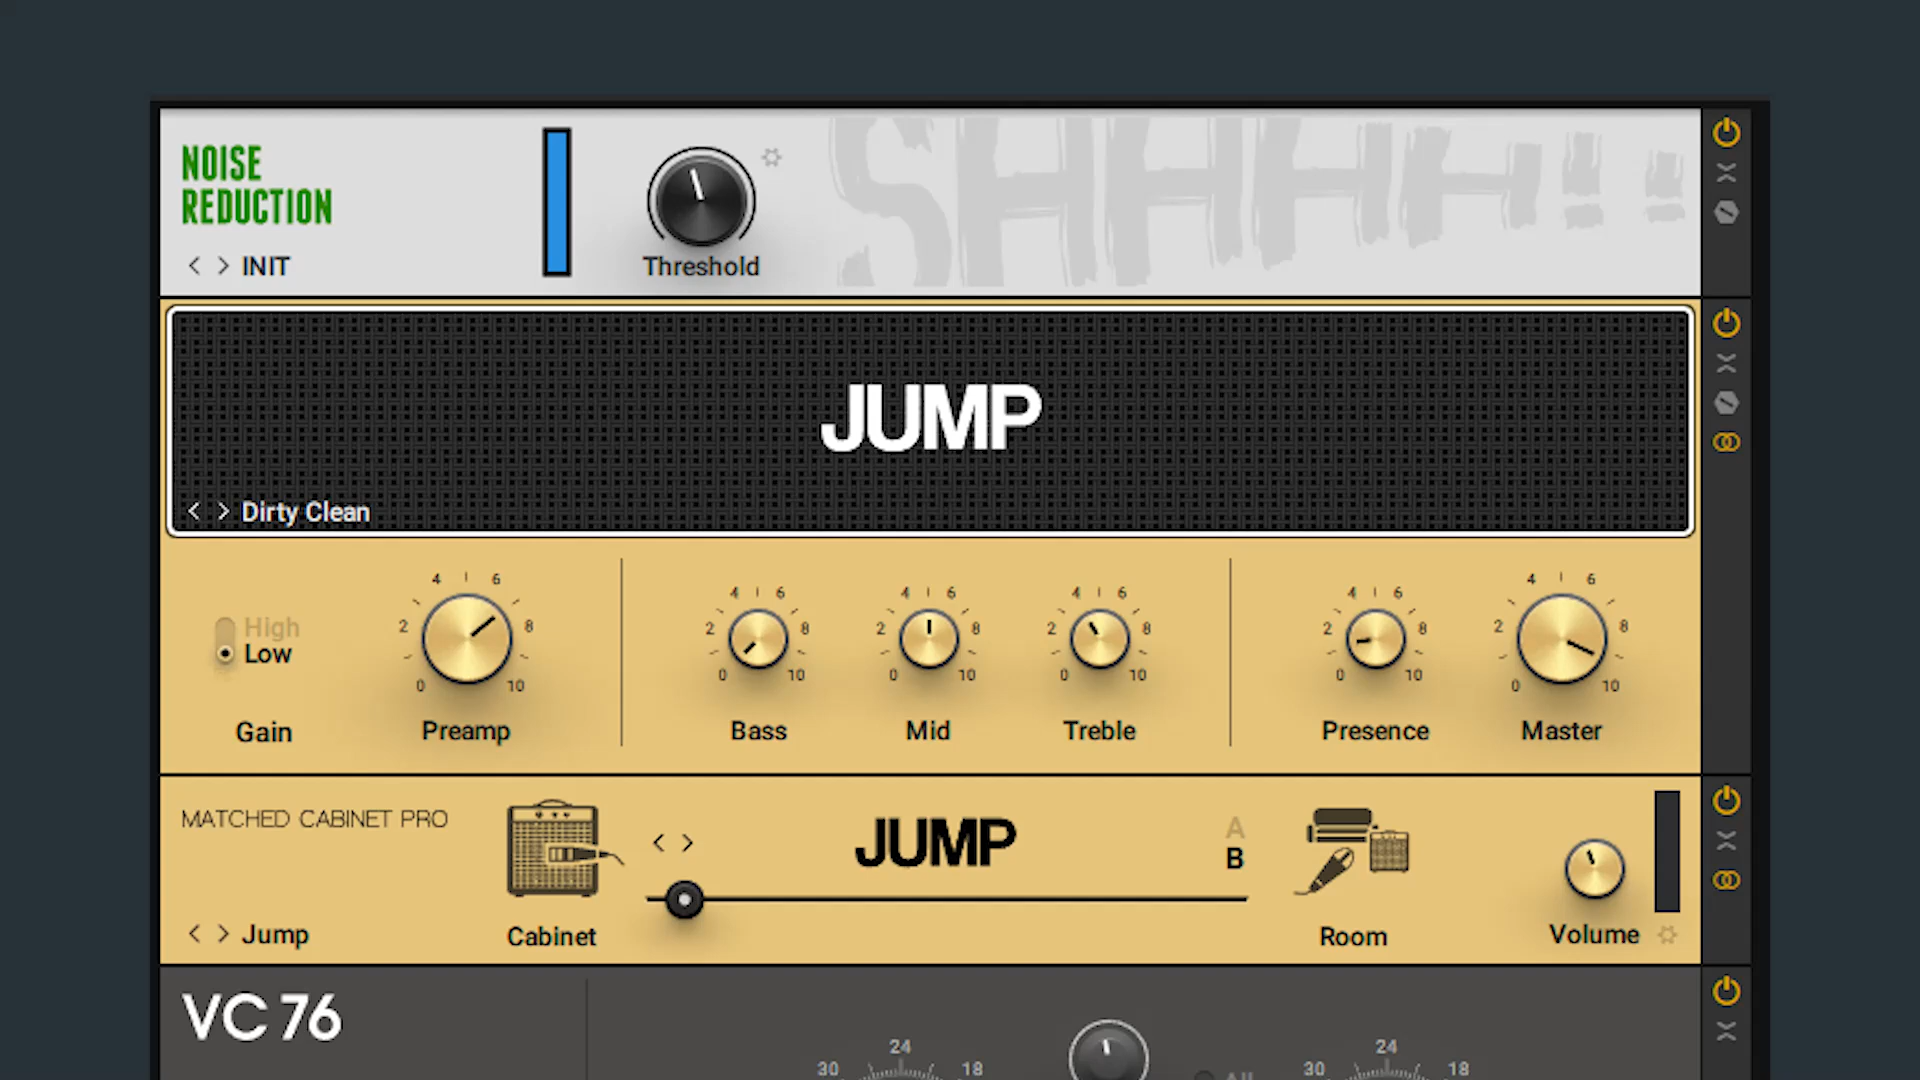 NOISE
REDUCTION
< > INIT
Threshold
SHHHH!!
JUMP
< > Dirty Clean
High
Low
Gain
0 2 4 6 8 10
Preamp
0 2 4 6 8 10
Bass
0 2 4 6 8 10
Mid
0 2 4 6 8 10
Treble
0 2 4 6 8 10
Presence
0 2 4 6 8 10
Master
MATCHED CABINET PRO
< > Jump
Cabinet
< >
JUMP
A
B
Room
Volume
VC 76
30 24 18
All
30 24 18